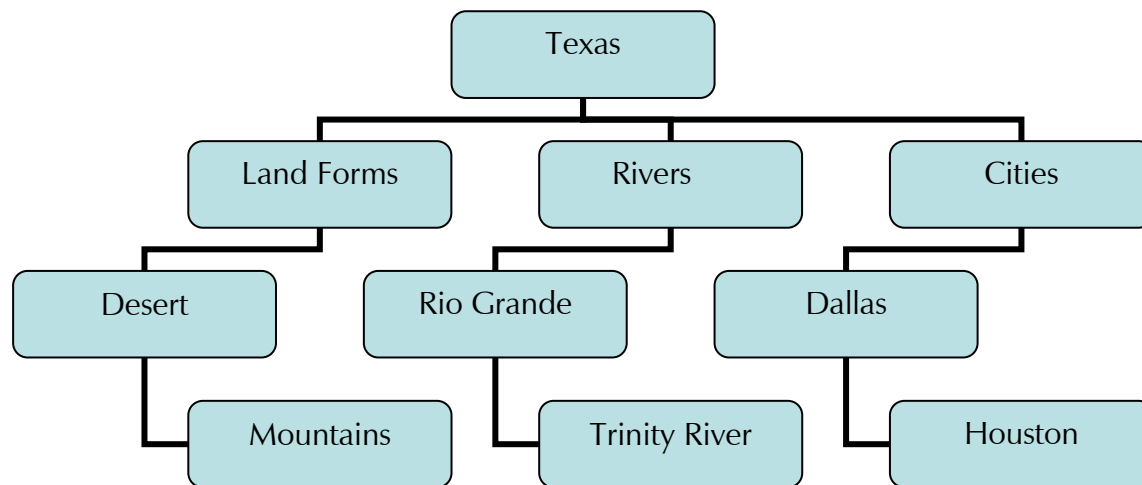 Texas
Land Forms
Rivers
Cities
Desert
Rio Grande
Dallas
Mountains
Trinity River
Houston